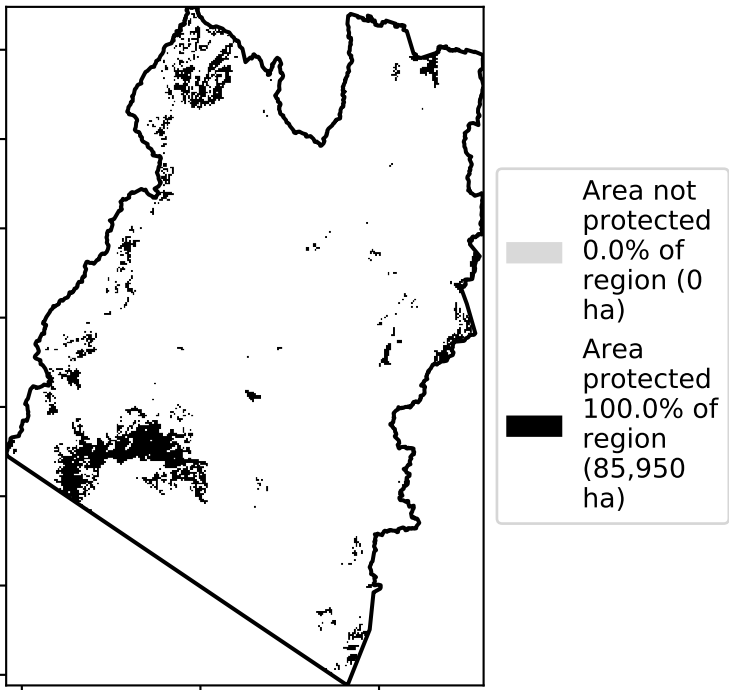 Area not
protected
0.0% of
region (0
ha)
Area
protected
100.0% of
region
(85,950
ha)